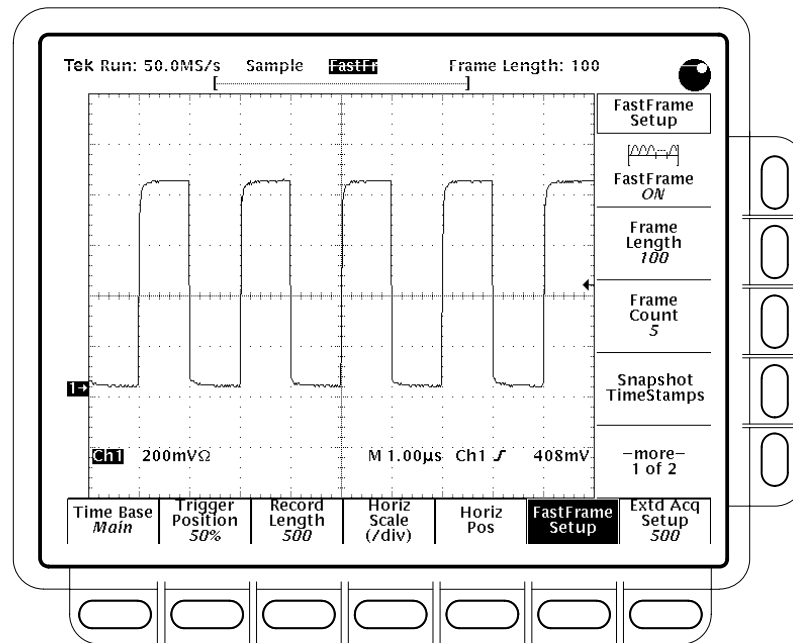 Tek Run: 50.0MS/s Sample FastFr Frame Length: 100
FastFrame
Setup
FastFrame
ON
Frame
Length
100
Frame
Count
5
Snapshot
TimeStamps
1
Ch1 200mVΩ M 1.00µs Ch1 408mV
–more–
1 of 2
Time Base
Main
Trigger
Position
50%
Record
Length
500
Horiz
Scale
(/div)
Horiz
Pos
FastFrame
Setup
Extd Acq
Setup
500